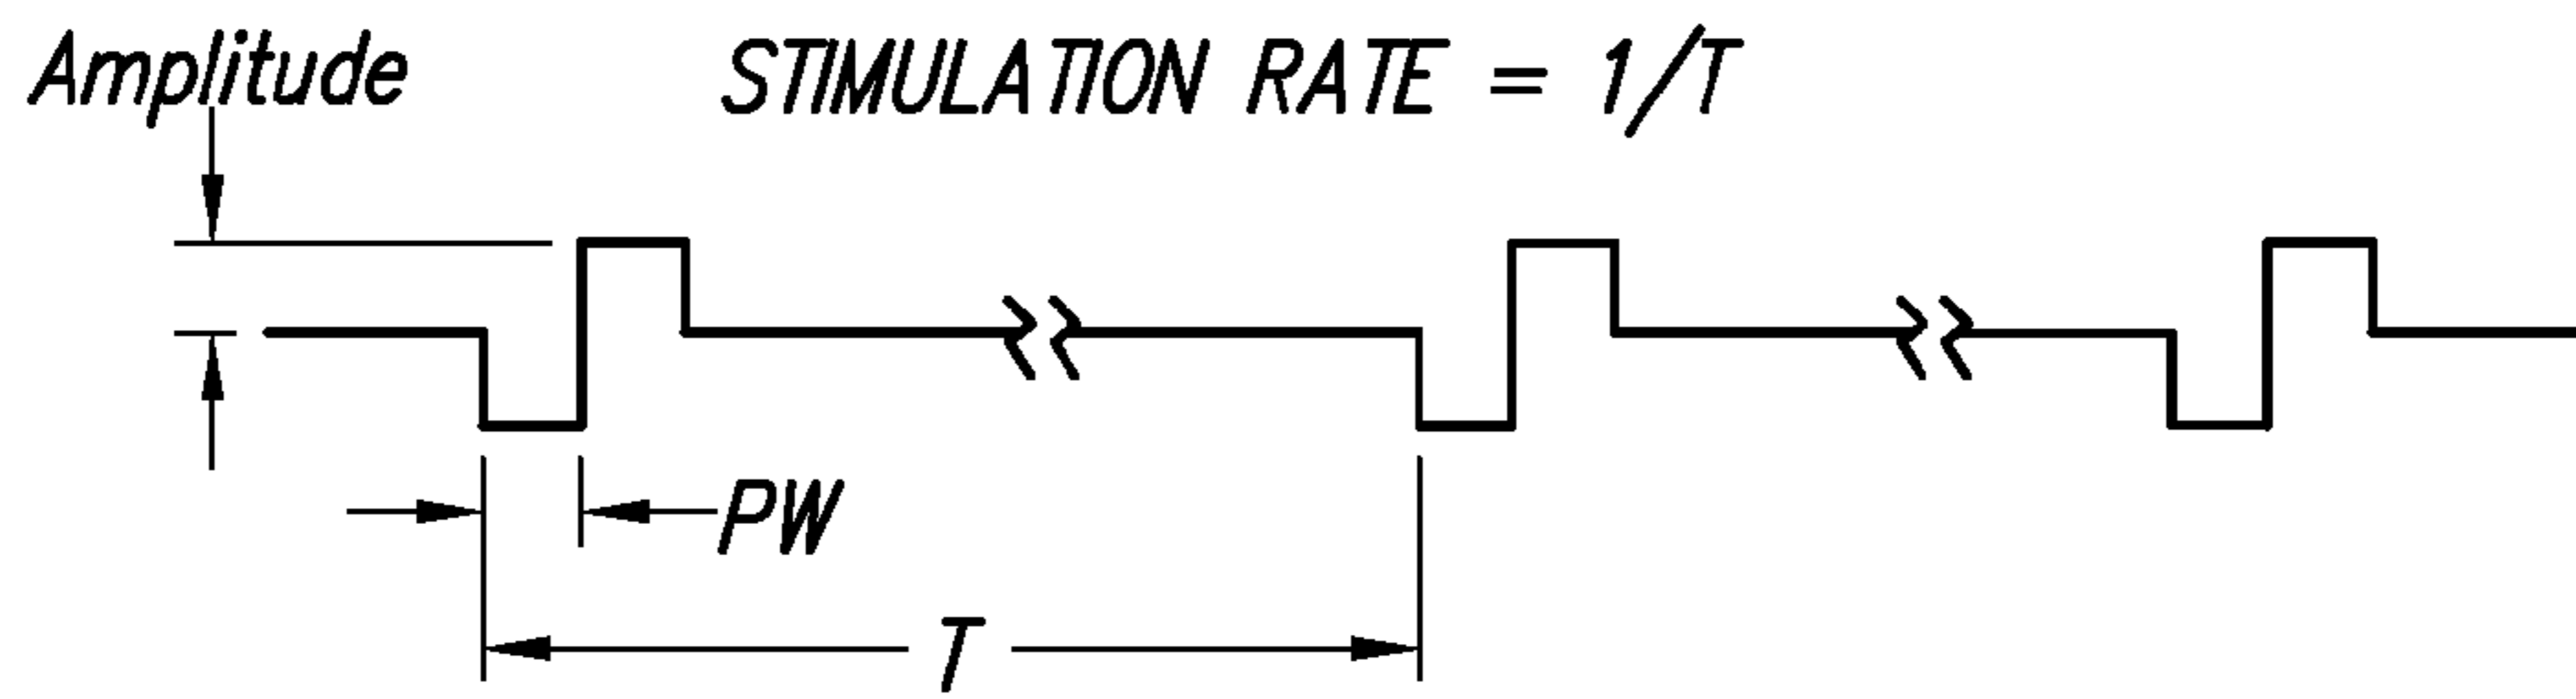 Amplitude
STIMULATION RATE = 1/T
PW
T